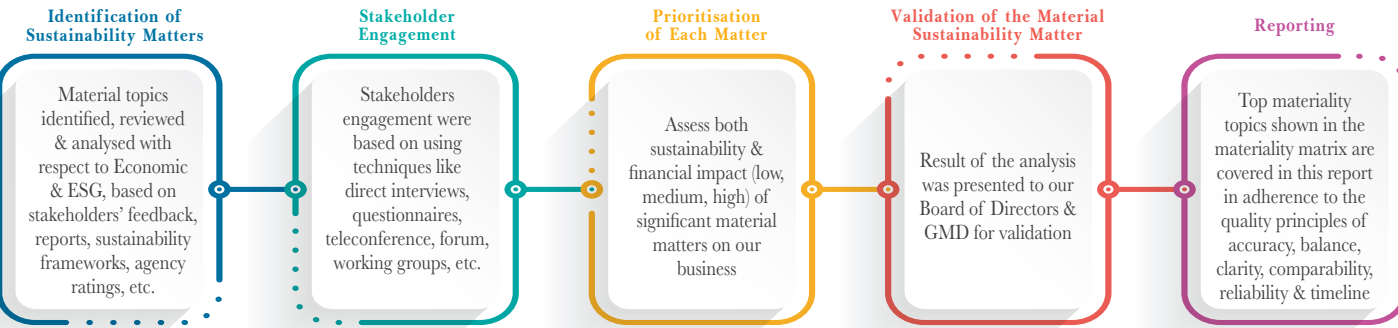 Identification of
Sustainability Matters
Material topics
identified, reviewed
& analysed with
respect to Economic
& ESG, based on
stakeholders' feedback,
reports, sustainability
frameworks, agency
ratings, etc.
Stakeholder
Engagement
Stakeholders
engagement were
based on using
techniques like
direct interviews,
questionnaires,
teleconference, forum,
working groups, etc.
Prioritisation
of Each Matter
Assess both
sustainability &
financial impact (low,
medium, high) of
significant material
matters on our
business
Validation of the Material
Sustainability Matter
Result of the analysis
was presented to our
Board of Directors &
GMD for validation
Reporting
Top materiality
topics shown in the
materiality matrix are
covered in this report
in adherence to the
quality principles of
accuracy, balance,
clarity, comparability,
reliability & timeline